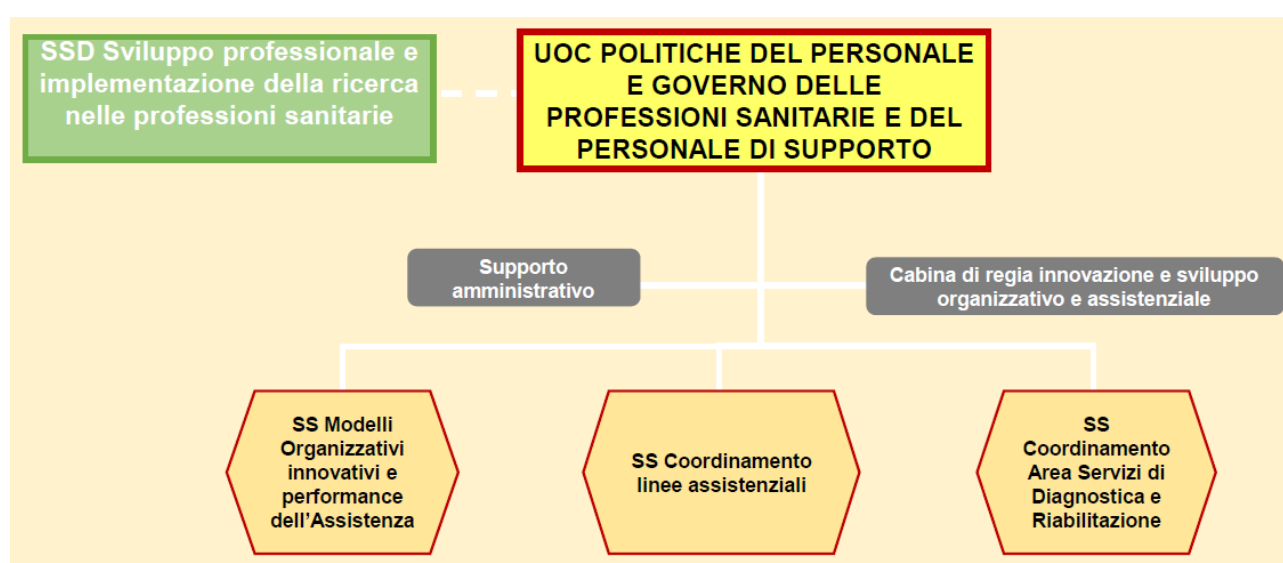 SSD Sviluppo professionale e
implementazione della ricerca
nelle professioni sanitarie
UOC POLITICHE DEL PERSONALE
E GOVERNO DELLE
PROFESSIONI SANITARIE E DEL
PERSONALE DI SUPPORTO
Supporto
amministrativo
Cabina di regia innovazione e sviluppo
organizzativo e assistenziale
SS Modelli
Organizzativi
innovativi e
performance
dell'Assistenza
SS Coordinamento
linee assistenziali
SS
Coordinamento
Area Servizi di
Diagnostica e
Riabilitazione